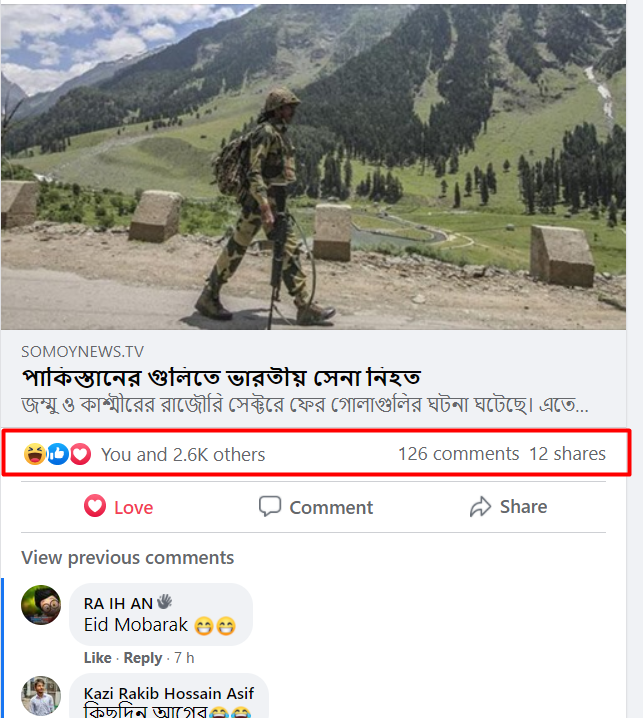 SOMOYNEWS.TV
পাকিস্তানের গুলিতে ভারতীয় সেনা নিহত
জম্মু ও কাশ্মীরের রাজৌরি সেক্টরে ফের গোলাগুলির ঘটনা ঘটেছে। এতে...
You and 2.6K others 126 comments 12 shares
Love Comment Share
View previous comments
RA IH AN
Eid Mobarak 😁😁
Like · Reply · 7 h
Kazi Rakib Hossain Asif
কিছুদিন আগের😂😂